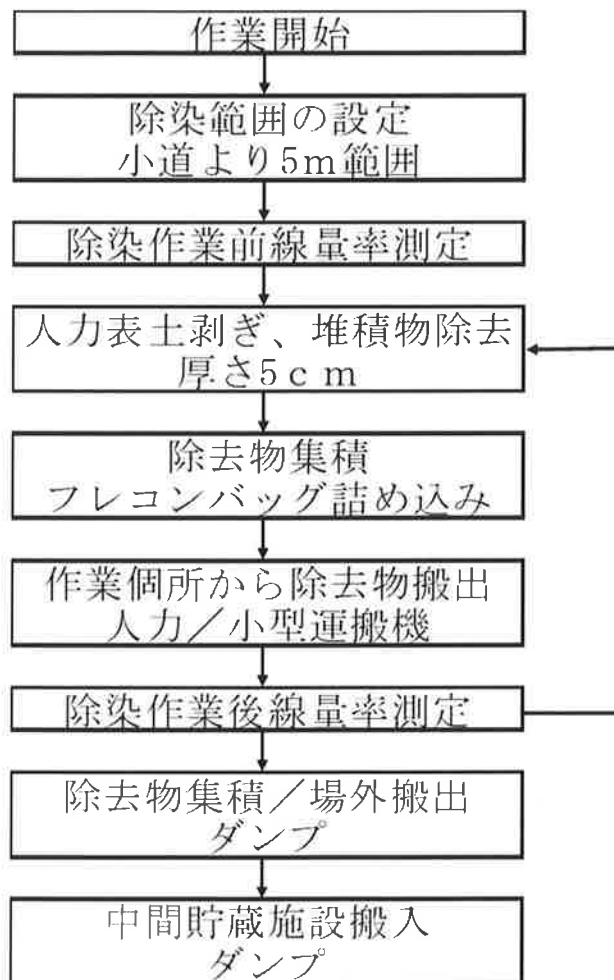 作業開始
除染範囲の設定
小道より5m範囲
除染作業前線量率測定
人力表土剥ぎ、堆積物除去
厚さ5cm
除去物集積
フレコンバッグ詰め込み
作業個所から除去物搬出
人力／小型運搬機
除染作業後線量率測定
除去物集積／場外搬出
ダンプ
中間貯蔵施設搬入
ダンプ